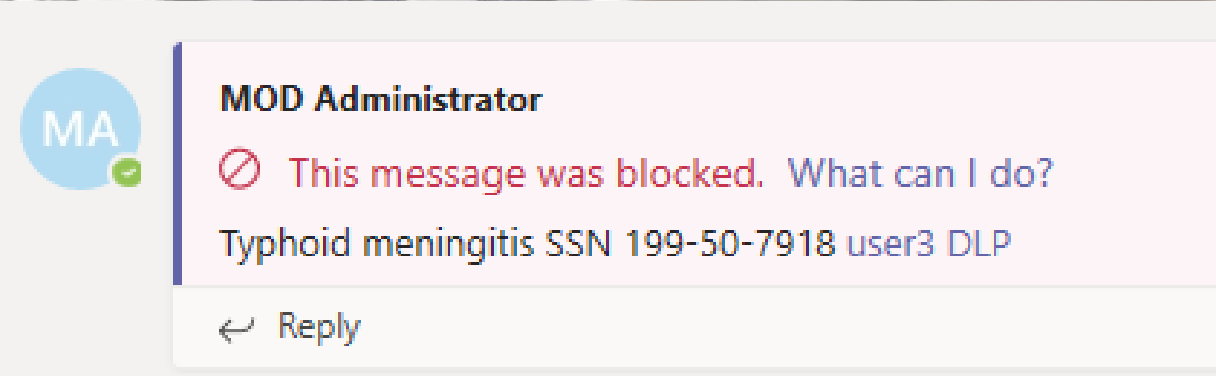 MA
MOD Administrator
This message was blocked. What can I do?
Typhoid meningitis SSN 199-50-7918 user3 DLP
Reply